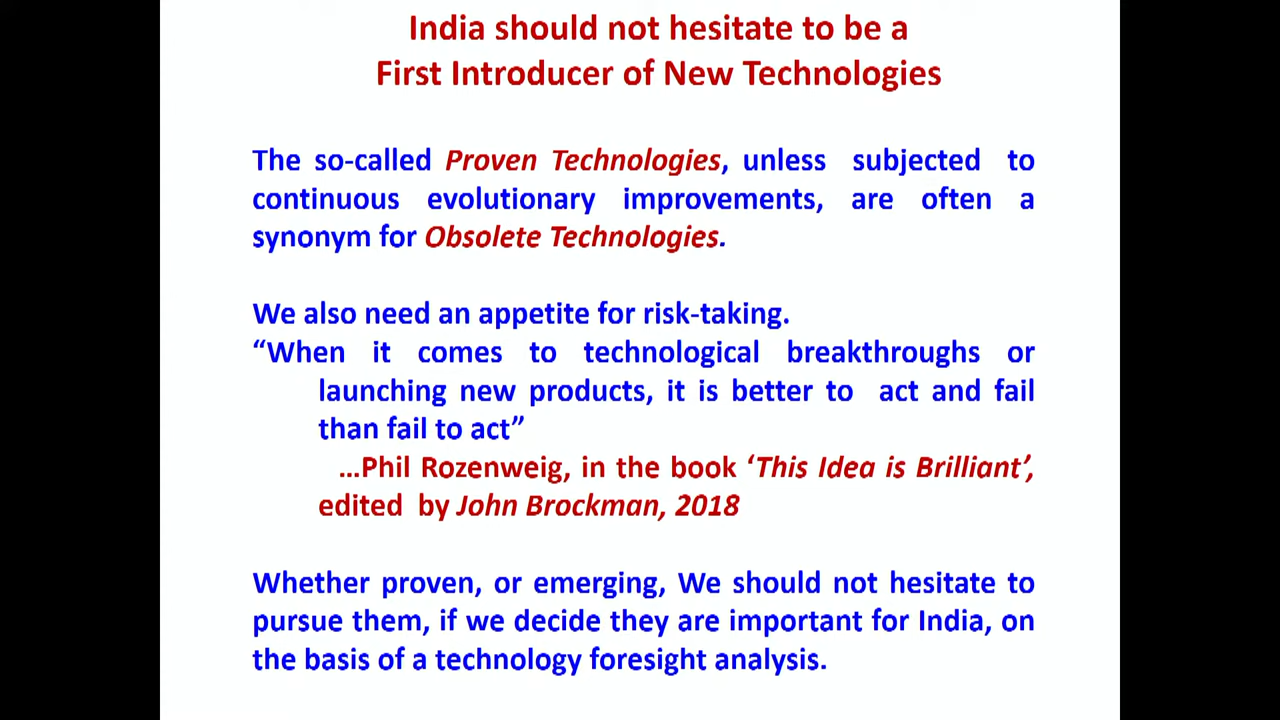 India should not hesitate to be a
First Introducer of New Technologies
The so-called Proven Technologies, unless subjected to
continuous evolutionary improvements, are often a
synonym for Obsolete Technologies.
We also need an appetite for risk-taking.
“When it comes to technological breakthroughs or
launching new products, it is better to act and fail
than fail to act”
…Phil Rozenweig, in the book ‘This Idea is Brilliant’,
edited by John Brockman, 2018
Whether proven, or emerging, We should not hesitate to
pursue them, if we decide they are important for India, on
the basis of a technology foresight analysis.